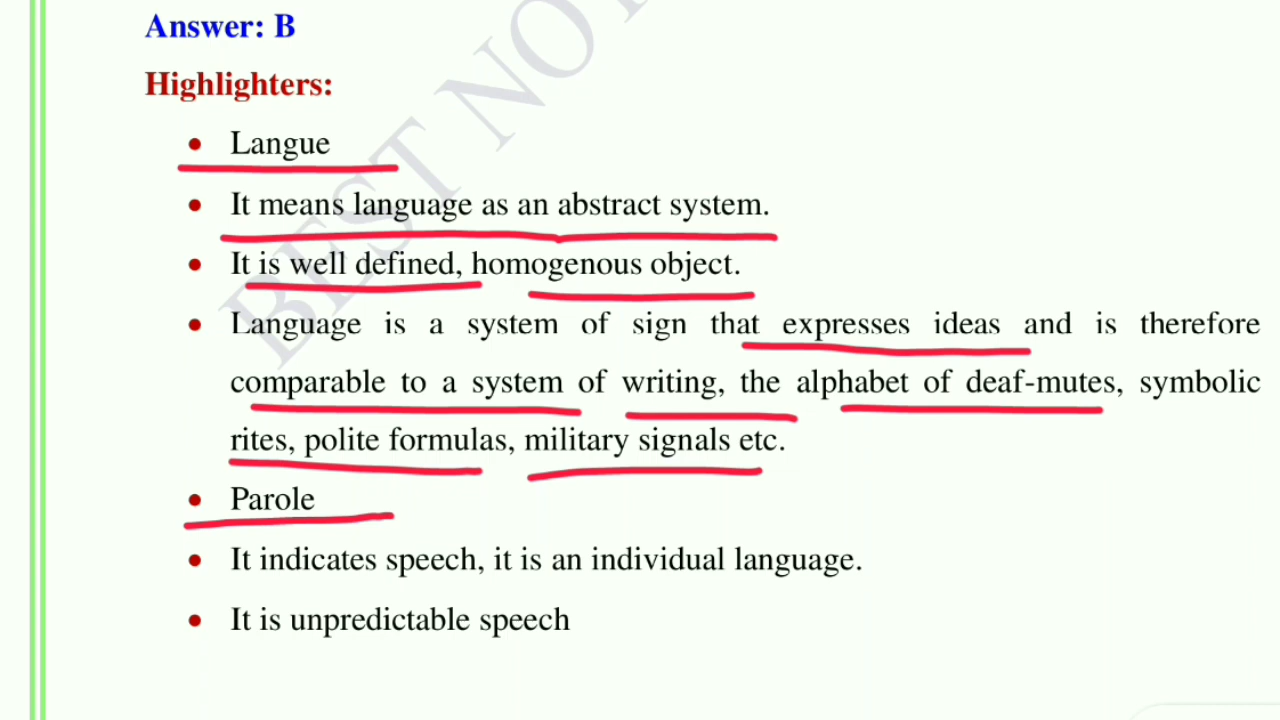 Answer: B
Highlighters:
• Langue
• It means language as an abstract system.
• It is well defined, homogenous object.
• Language is a system of sign that expresses ideas and is therefore
comparable to a system of writing, the alphabet of deaf-mutes, symbolic
rites, polite formulas, military signals etc.
• Parole
• It indicates speech, it is an individual language.
• It is unpredictable speech
BEST NO